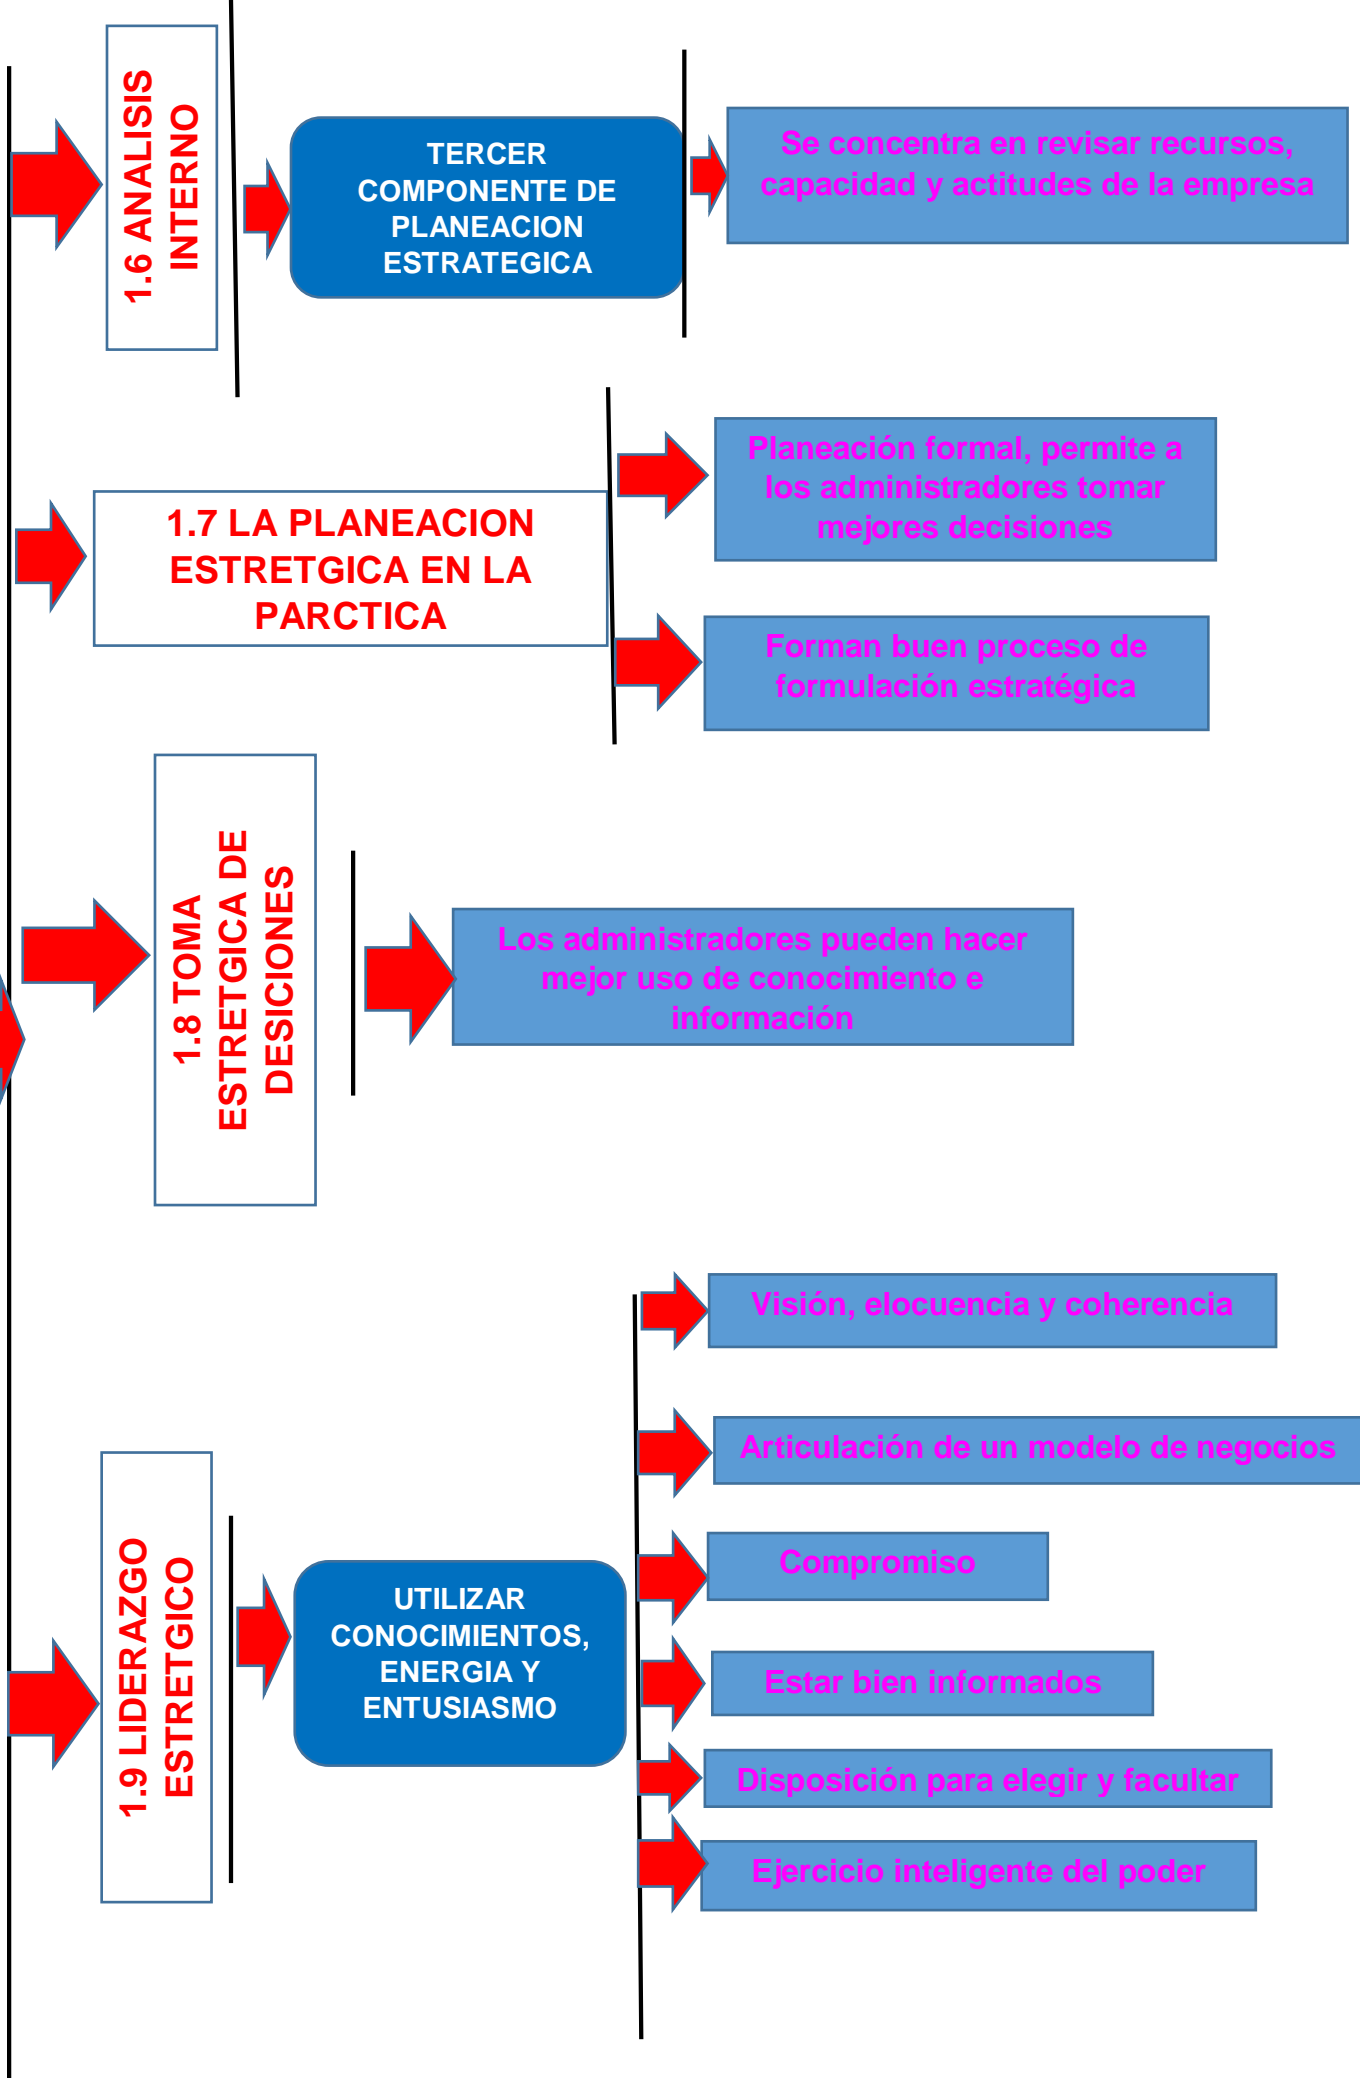 1.6 ANALISIS
INTERNO
TERCER
COMPONENTE DE
PLANEACION
ESTRATEGICA
Se concentra en revisar recursos,
capacidad y actitudes de la empresa
1.7 LA PLANEACION
ESTRETGICA EN LA
PARCTICA
Planeación formal, permite a
los administradores tomar
mejores decisiones
Forman buen proceso de
formulación estratégica
1.8 TOMA
ESTRETGICA DE
DESICIONES
Los administradores pueden hacer
mejor uso de conocimiento e
información
1.9 LIDERAZGO
ESTRETGICO
UTILIZAR
CONOCIMIENTOS,
ENERGIA Y
ENTUSIASMO
Visión, elocuencia y coherencia
Articulación de un modelo de negocios
Compromiso
Estar bien informados
Disposición para elegir y facultar
Ejercicio inteligente del poder